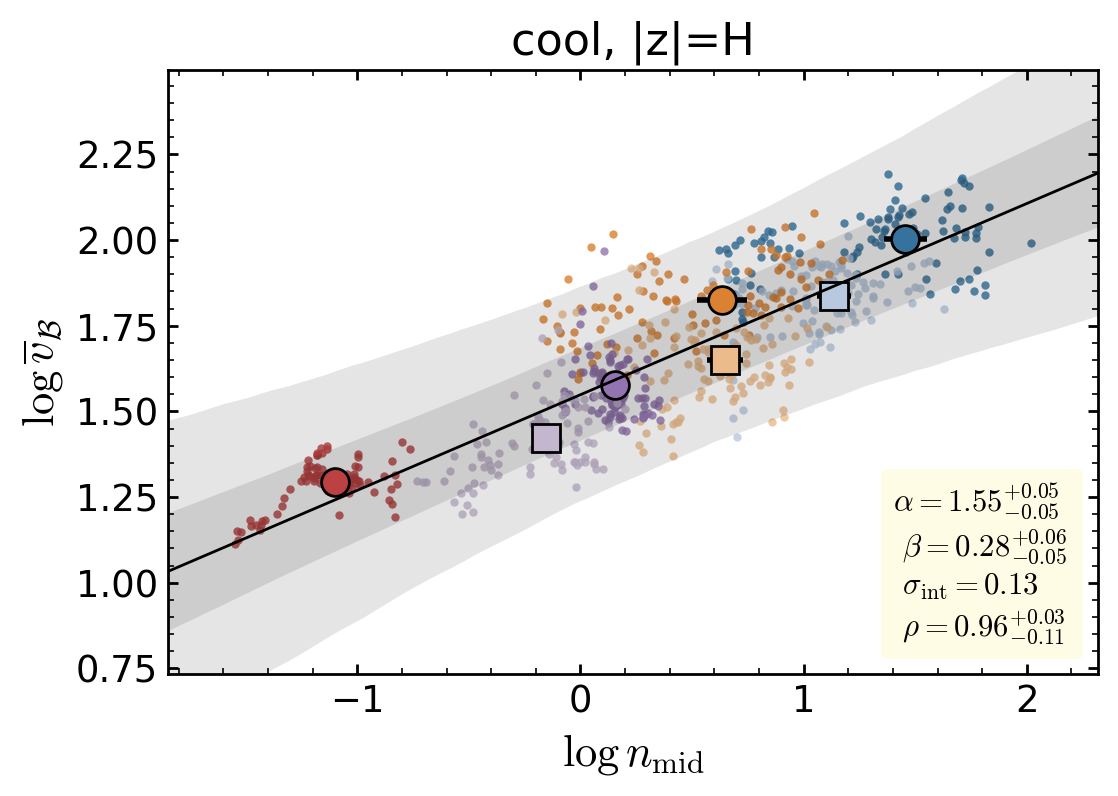 cool, |z|=H
2.25
2.00
1.75
1.50
1.25
1.00
0.75
log v̅_ℬ
α = 1.55^{+0.05}_{−0.05}
β = 0.28^{+0.06}_{−0.05}
σ_int = 0.13
ρ = 0.96^{+0.03}_{−0.11}
−1 0 1 2
log n_mid